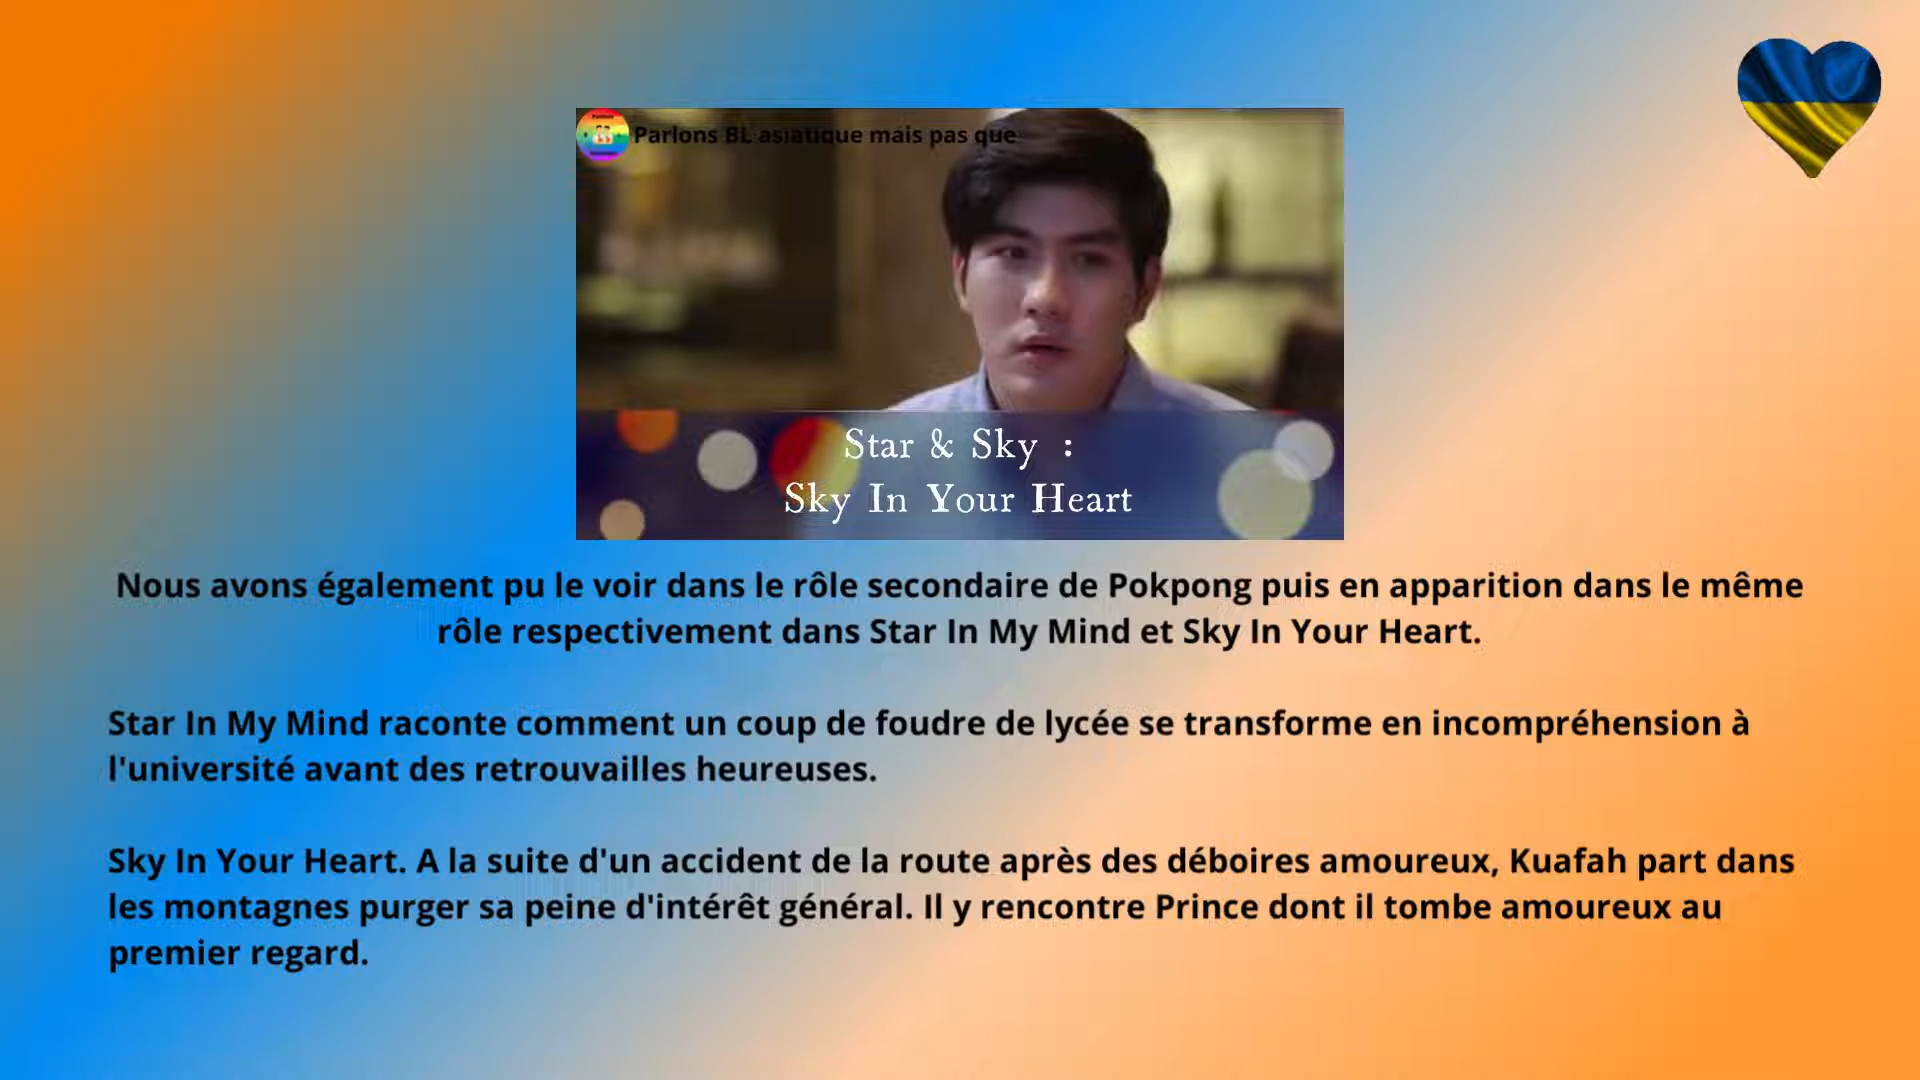 Parlons BL asiatique mais pas que
Star & Sky :
Sky In Your Heart
Nous avons également pu le voir dans le rôle secondaire de Pokpong puis en apparition dans le même
rôle respectivement dans Star In My Mind et Sky In Your Heart.
Star In My Mind raconte comment un coup de foudre de lycée se transforme en incompréhension à
l'université avant des retrouvailles heureuses.
Sky In Your Heart. A la suite d'un accident de la route après des déboires amoureux, Kuafah part dans
les montagnes purger sa peine d'intérêt général. Il y rencontre Prince dont il tombe amoureux au
premier regard.